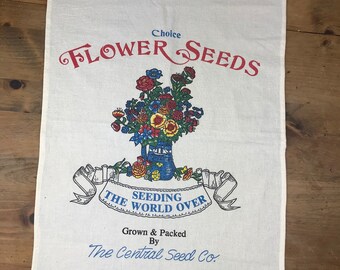 Choice
FLOWER SEEDS
SEEDING
THE WORLD OVER
Grown & Packed
By
The Central Seed Co.